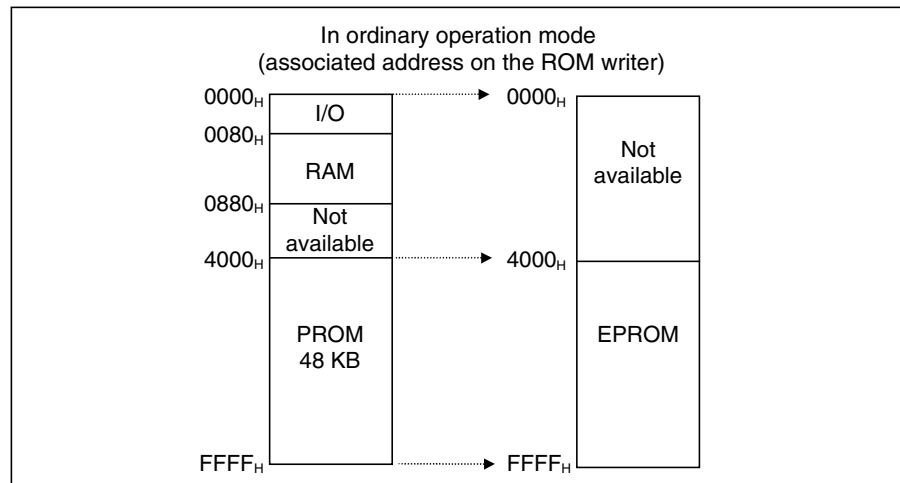 In ordinary operation mode
(associated address on the ROM writer)
0000H
I/O
0080H
RAM
0880H
Not
available
4000H
PROM
48 KB
FFFFH
0000H
Not
available
4000H
EPROM
FFFFH